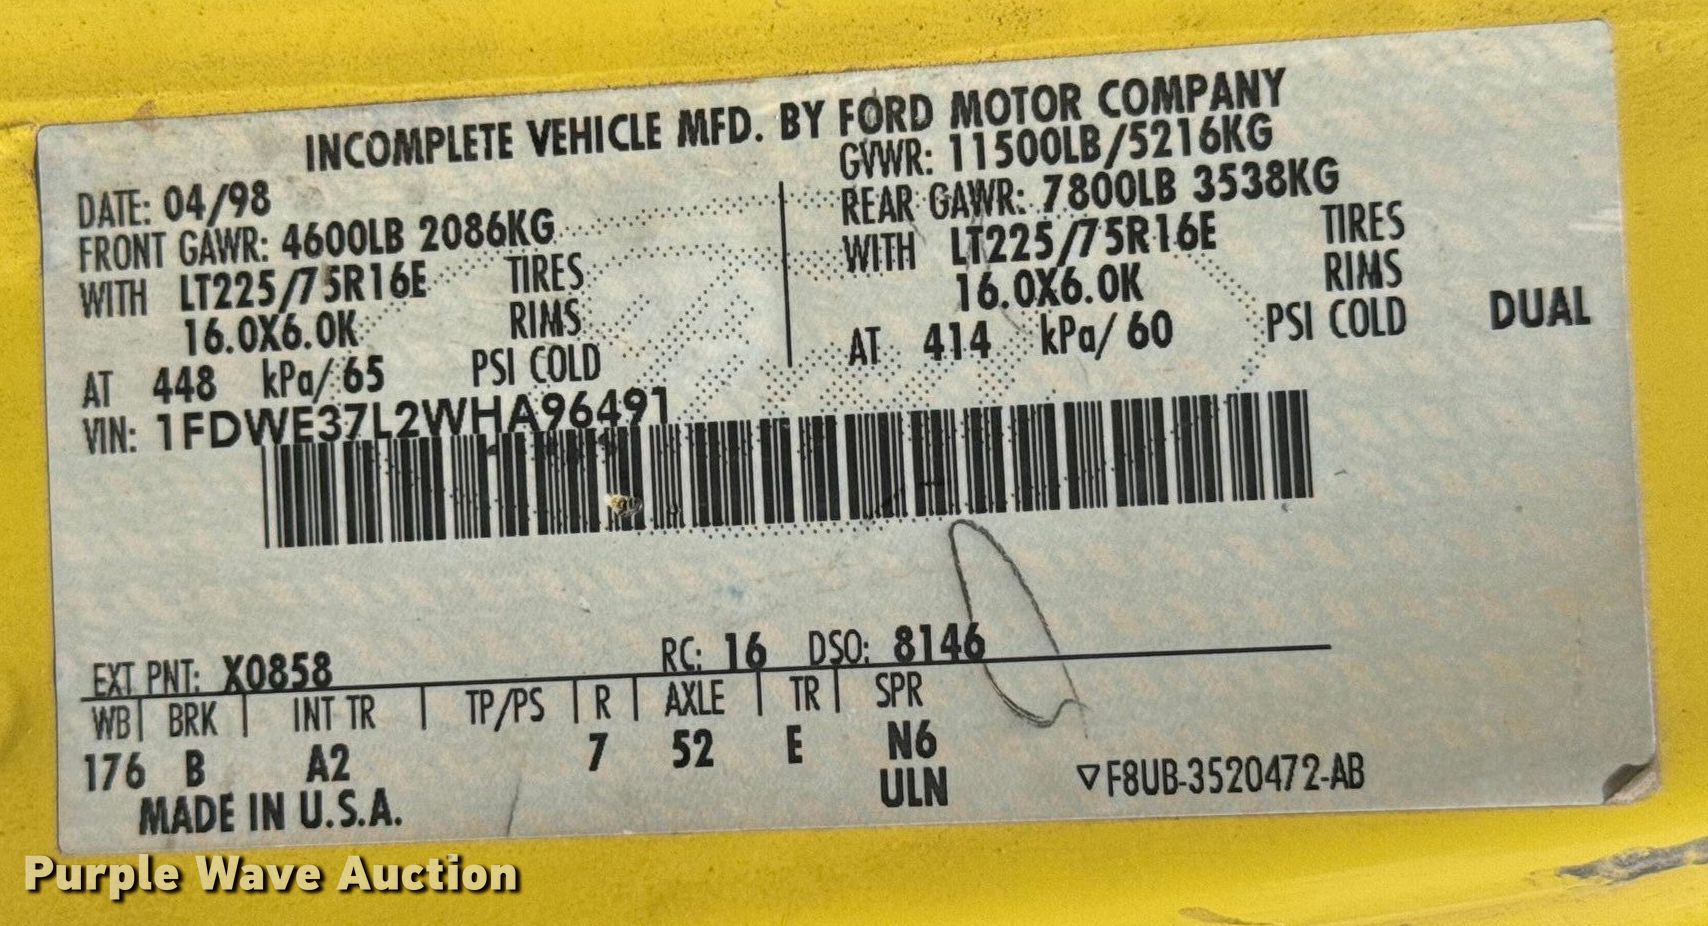 INCOMPLETE VEHICLE MFD. BY FORD MOTOR COMPANY
DATE: 04/98
GVWR: 11500LB/5216KG
FRONT GAWR: 4600LB 2086KG
REAR GAWR: 7800LB 3538KG
WITH LT225/75R16E TIRES
WITH LT225/75R16E TIRES
16.0X6.0K RIMS
16.0X6.0K RIMS
AT 448 kPa/ 65 PSI COLD
AT 414 kPa/ 60 PSI COLD DUAL
VIN: 1FDWE37L2WHA96491
EXT PNT: X0858 RC: 16 DSO: 8146
WB | BRK | INT TR | TP/PS | R | AXLE | TR | SPR
176 B A2 7 52 E N6
ULN
▽F8UB-3520472-AB
MADE IN U.S.A.
Purple Wave Auction